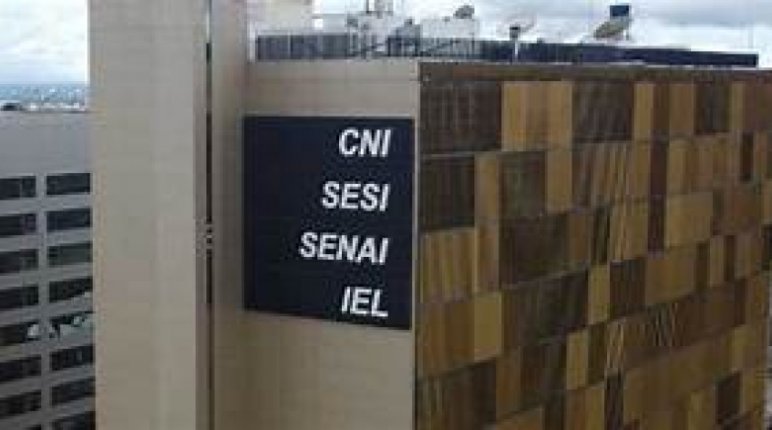 CNI
SESI
SENAI
IEL